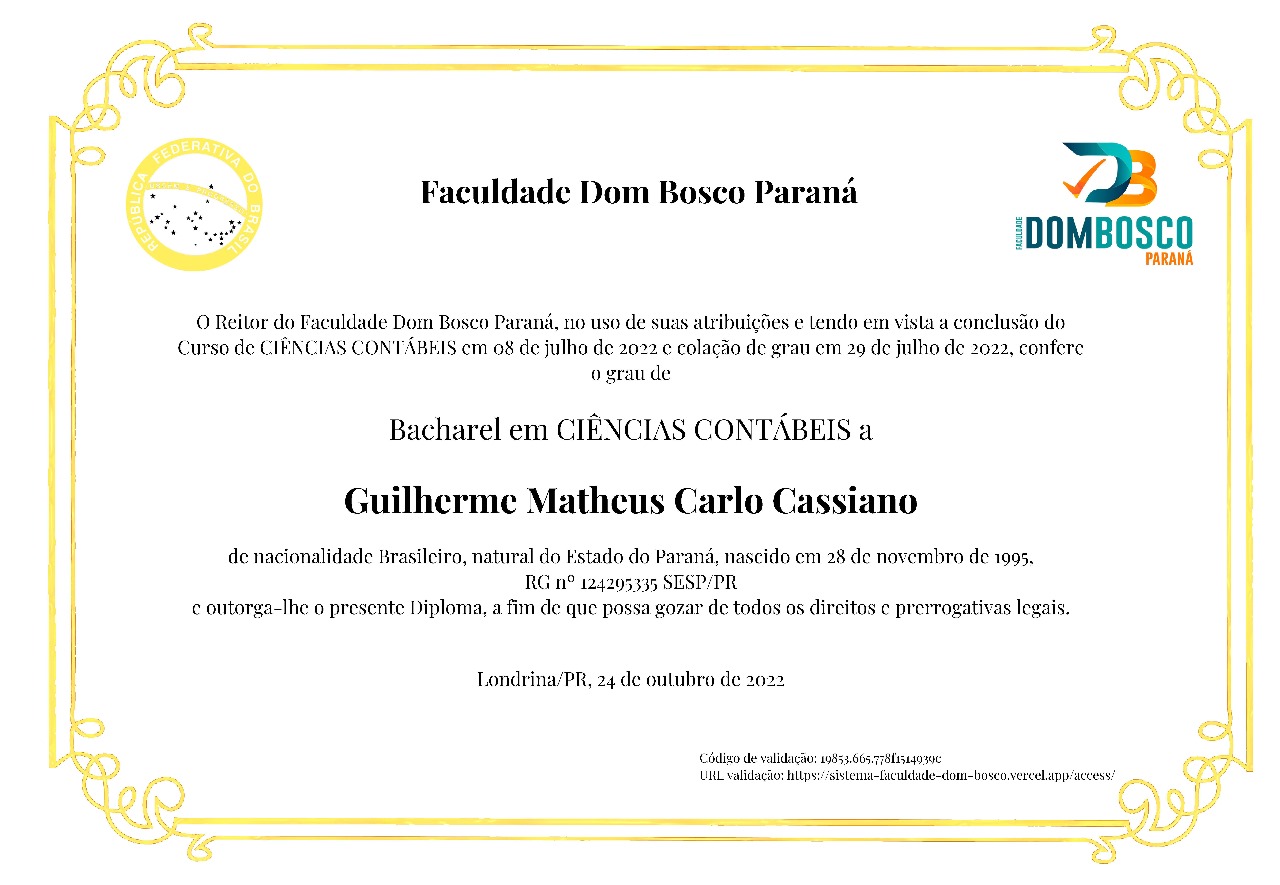 REPÚBLICA FEDERATIVA DO BRASIL
Faculdade Dom Bosco Paraná
DB
FACULDADE
DOMBOSCO
PARANÁ
O Reitor do Faculdade Dom Bosco Paraná, no uso de suas atribuições e tendo em vista a conclusão do
Curso de CIÊNCIAS CONTÁBEIS em 08 de julho de 2022 e colação de grau em 29 de julho de 2022, confere
o grau de
Bacharel em CIÊNCIAS CONTÁBEIS a
Guilherme Matheus Carlo Cassiano
de nacionalidade Brasileiro, natural do Estado do Paraná, nascido em 28 de novembro de 1995,
RG nº 124295335 SESP/PR
e outorga-lhe o presente Diploma, a fim de que possa gozar de todos os direitos e prerrogativas legais.
Londrina/PR, 24 de outubro de 2022
Código de validação: 19853.665.778f1514939c
URL validação: https://sistema-faculdade-dom-bosco.vercel.app/access/